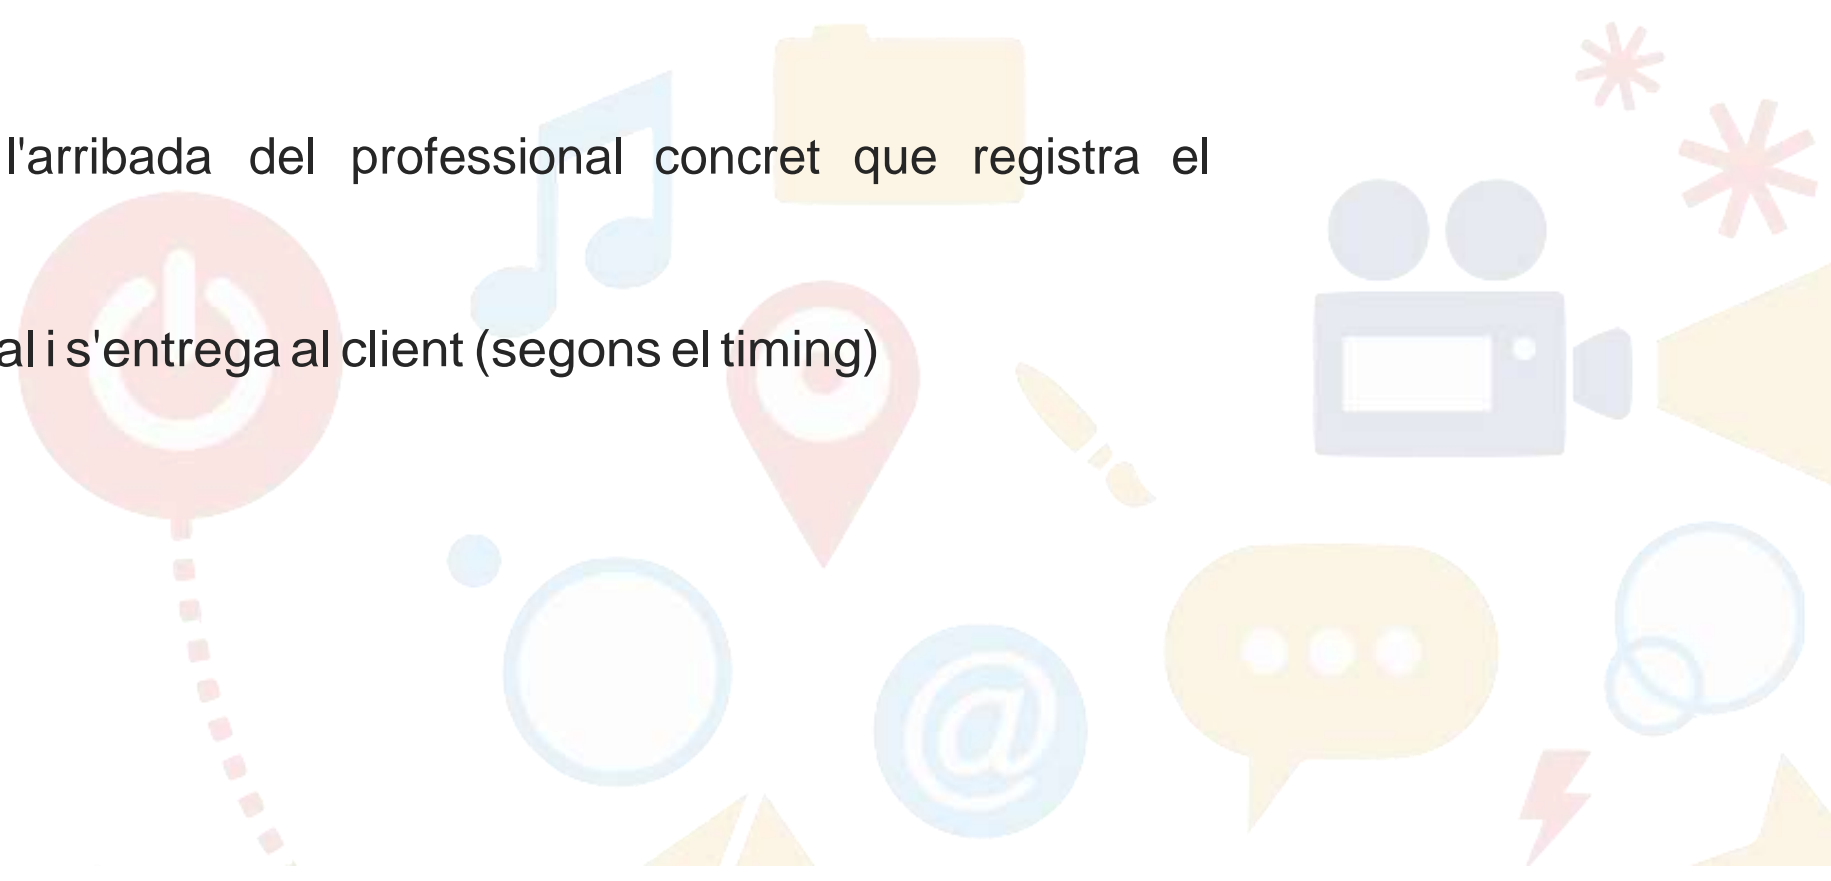 l'arribada del professional concret que registra el
al i s'entrega al client (segons el timing)
@